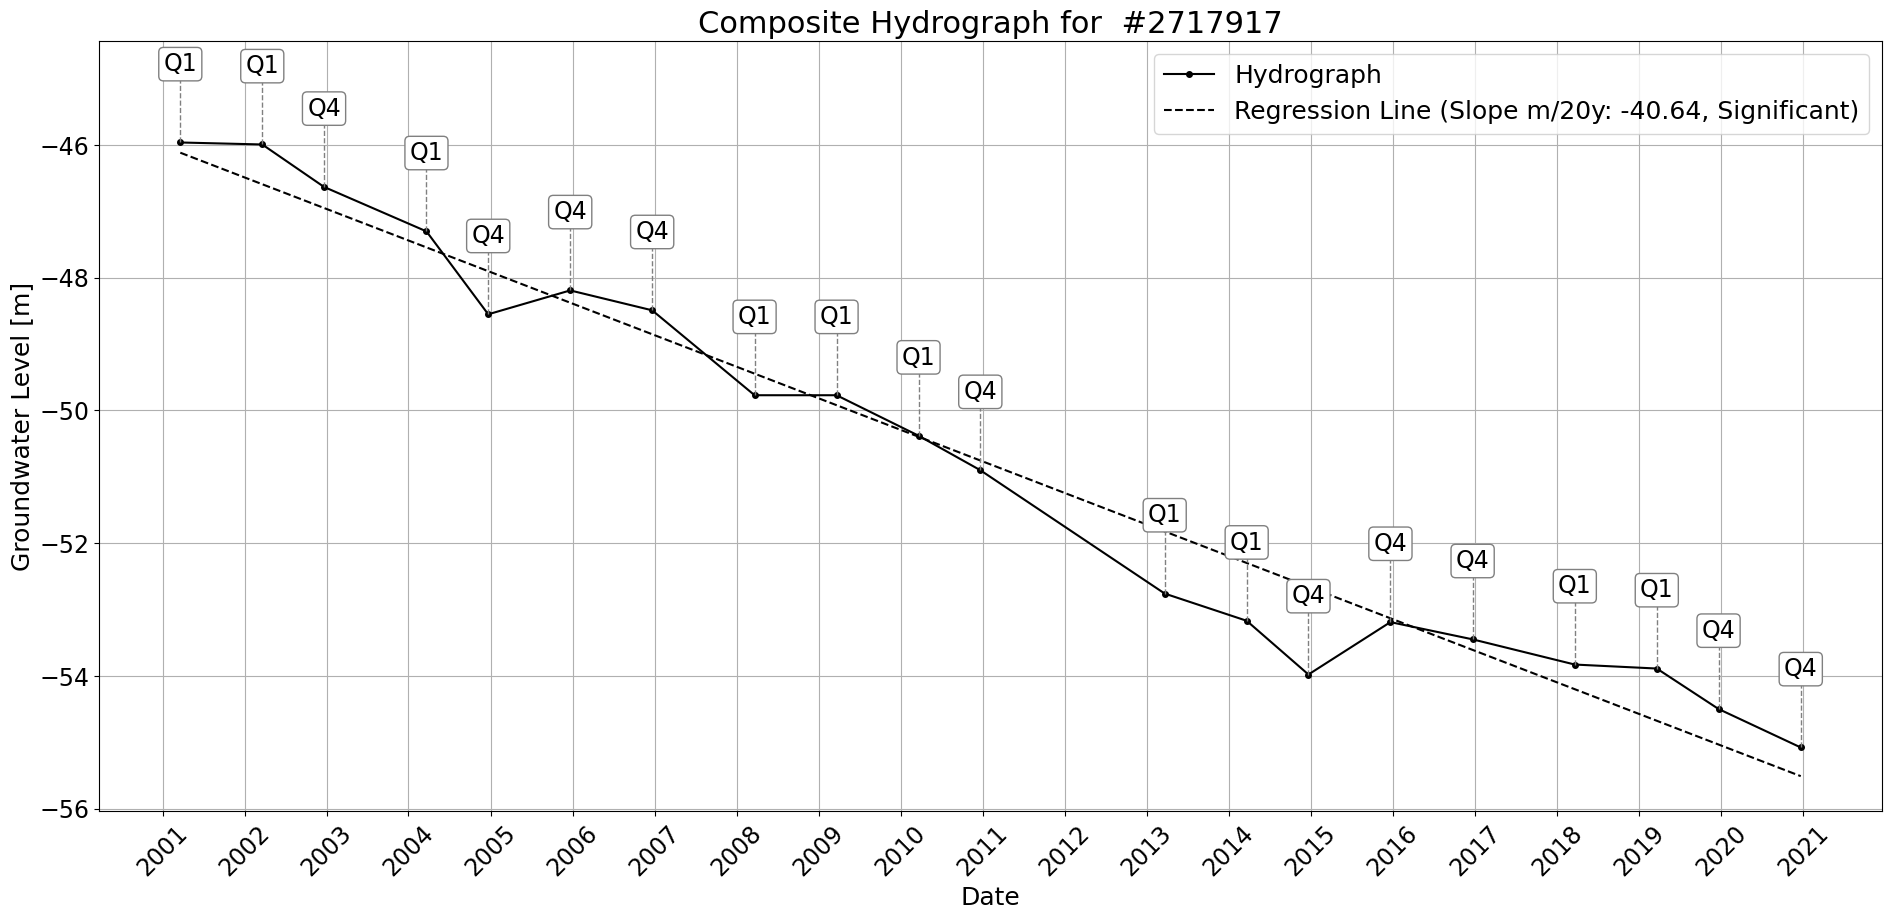 Composite Hydrograph for  #2717917
Hydrograph
Regression Line (Slope m/20y: -40.64, Significant)
Groundwater Level [m]
−46
−48
−50
−52
−54
−56
Q1
Q1
Q4
Q1
Q4
Q4
Q4
Q1
Q1
Q1
Q4
Q1
Q1
Q4
Q4
Q4
Q1
Q1
Q4
Q4
2001
2002
2003
2004
2005
2006
2007
2008
2009
2010
2011
2012
2013
2014
2015
2016
2017
2018
2019
2020
2021
Date